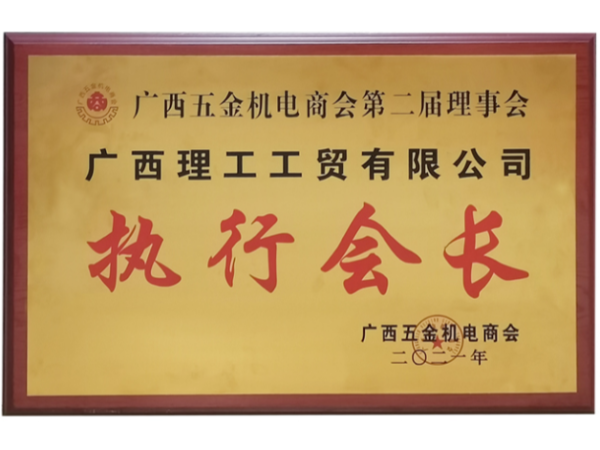 广西五金机电商会第二届理事会
广西理工工贸有限公司
执行会长
广西五金机电商会
二〇二一年